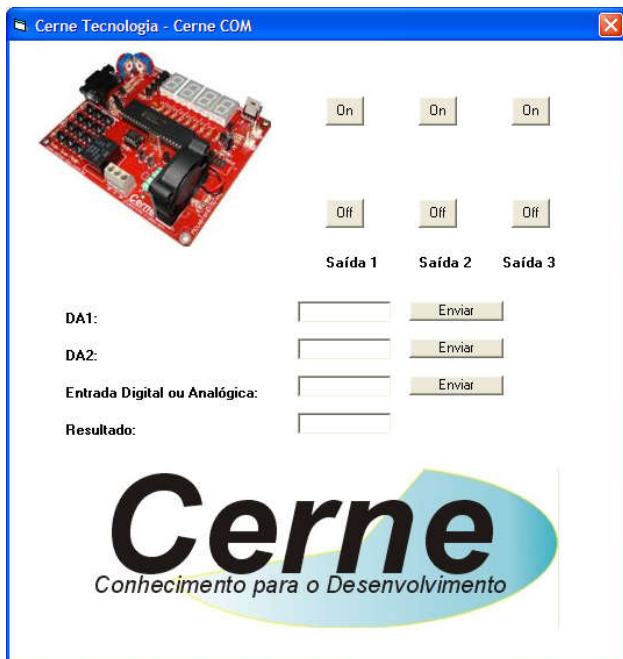 Cerne Tecnologia - Cerne COM
On On On
Off Off Off
Saída 1 Saída 2 Saída 3
DA1: Enviar
DA2: Enviar
Entrada Digital ou Analógica: Enviar
Resultado:
Cerne
Conhecimento para o Desenvolvimento